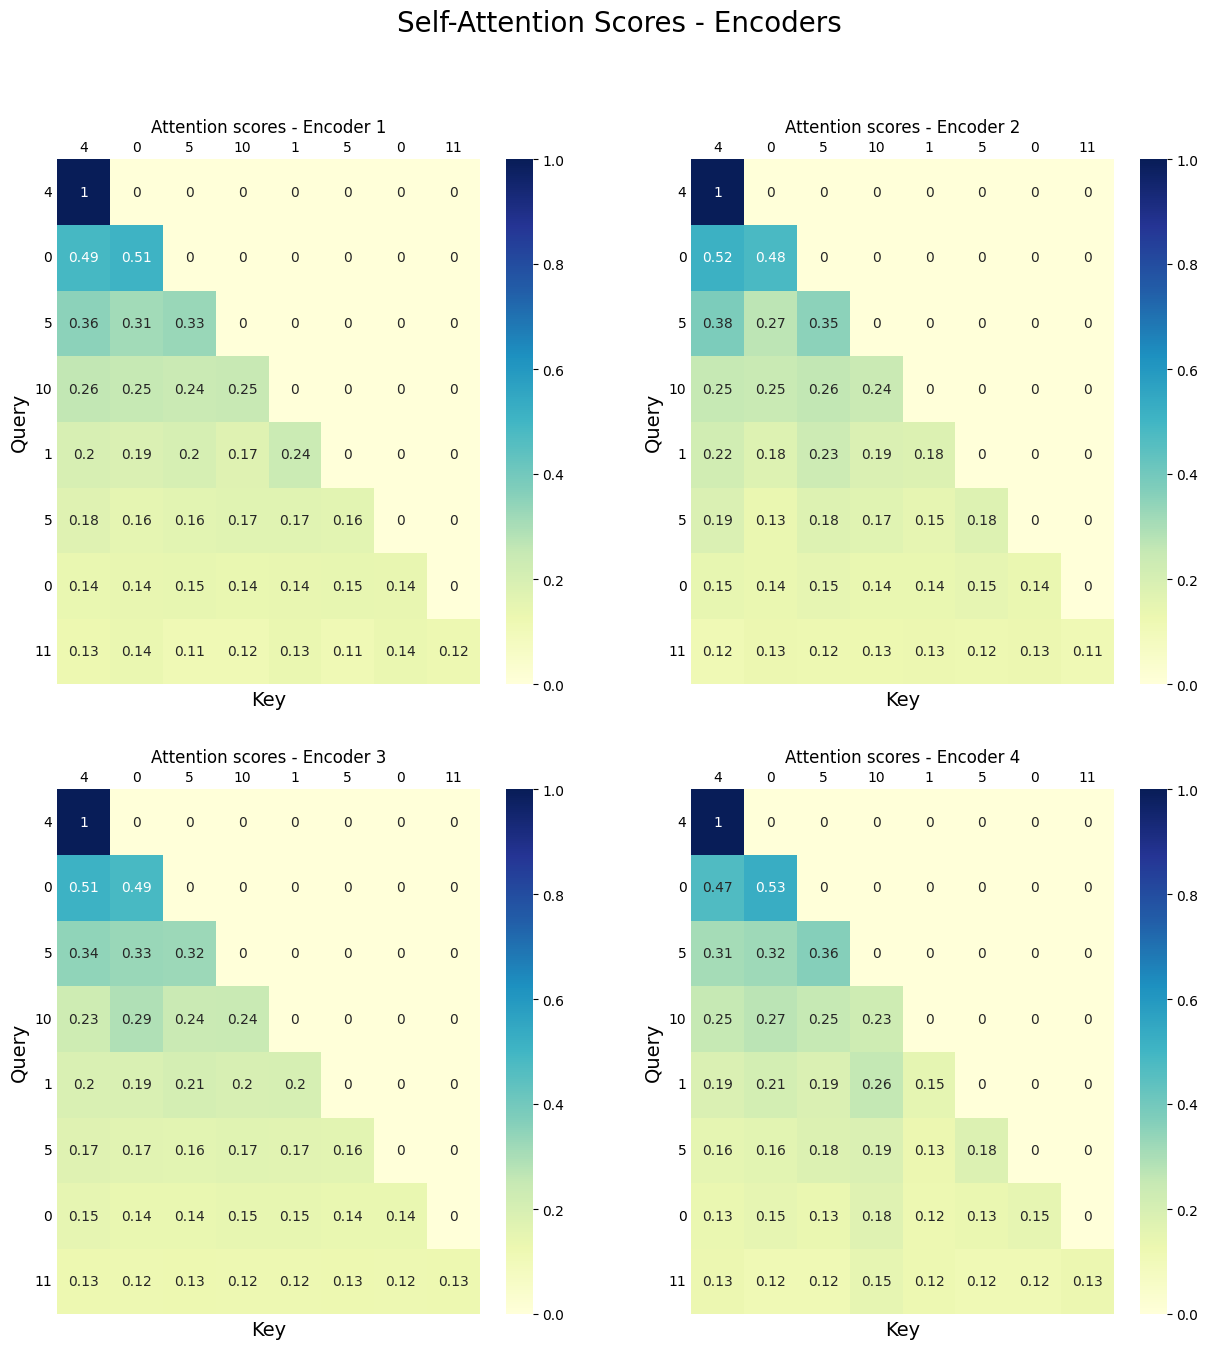 Self-Attention Scores - Encoders
Attention scores - Encoder 1
4 0 5 10 1 5 0 11
4 1 0 0 0 0 0 0 0
0 0.49 0.51 0 0 0 0 0 0
5 0.36 0.31 0.33 0 0 0 0 0
10 0.26 0.25 0.24 0.25 0 0 0 0
1 0.2 0.19 0.2 0.17 0.24 0 0 0
5 0.18 0.16 0.16 0.17 0.17 0.16 0 0
0 0.14 0.14 0.15 0.14 0.14 0.15 0.14 0
11 0.13 0.14 0.11 0.12 0.13 0.11 0.14 0.12
Query
Key
1.0
0.8
0.6
0.4
0.2
0.0
Attention scores - Encoder 2
4 0 5 10 1 5 0 11
4 1 0 0 0 0 0 0 0
0 0.52 0.48 0 0 0 0 0 0
5 0.38 0.27 0.35 0 0 0 0 0
10 0.25 0.25 0.26 0.24 0 0 0 0
1 0.22 0.18 0.23 0.19 0.18 0 0 0
5 0.19 0.13 0.18 0.17 0.15 0.18 0 0
0 0.15 0.14 0.15 0.14 0.14 0.15 0.14 0
11 0.12 0.13 0.12 0.13 0.13 0.12 0.13 0.11
Query
Key
1.0
0.8
0.6
0.4
0.2
0.0
Attention scores - Encoder 3
4 0 5 10 1 5 0 11
4 1 0 0 0 0 0 0 0
0 0.51 0.49 0 0 0 0 0 0
5 0.34 0.33 0.32 0 0 0 0 0
10 0.23 0.29 0.24 0.24 0 0 0 0
1 0.2 0.19 0.21 0.2 0.2 0 0 0
5 0.17 0.17 0.16 0.17 0.17 0.16 0 0
0 0.15 0.14 0.14 0.15 0.15 0.14 0.14 0
11 0.13 0.12 0.13 0.12 0.12 0.13 0.12 0.13
Query
Key
1.0
0.8
0.6
0.4
0.2
0.0
Attention scores - Encoder 4
4 0 5 10 1 5 0 11
4 1 0 0 0 0 0 0 0
0 0.47 0.53 0 0 0 0 0 0
5 0.31 0.32 0.36 0 0 0 0 0
10 0.25 0.27 0.25 0.23 0 0 0 0
1 0.19 0.21 0.19 0.26 0.15 0 0 0
5 0.16 0.16 0.18 0.19 0.13 0.18 0 0
0 0.13 0.15 0.13 0.18 0.12 0.13 0.15 0
11 0.13 0.12 0.12 0.15 0.12 0.12 0.12 0.13
Query
Key
1.0
0.8
0.6
0.4
0.2
0.0